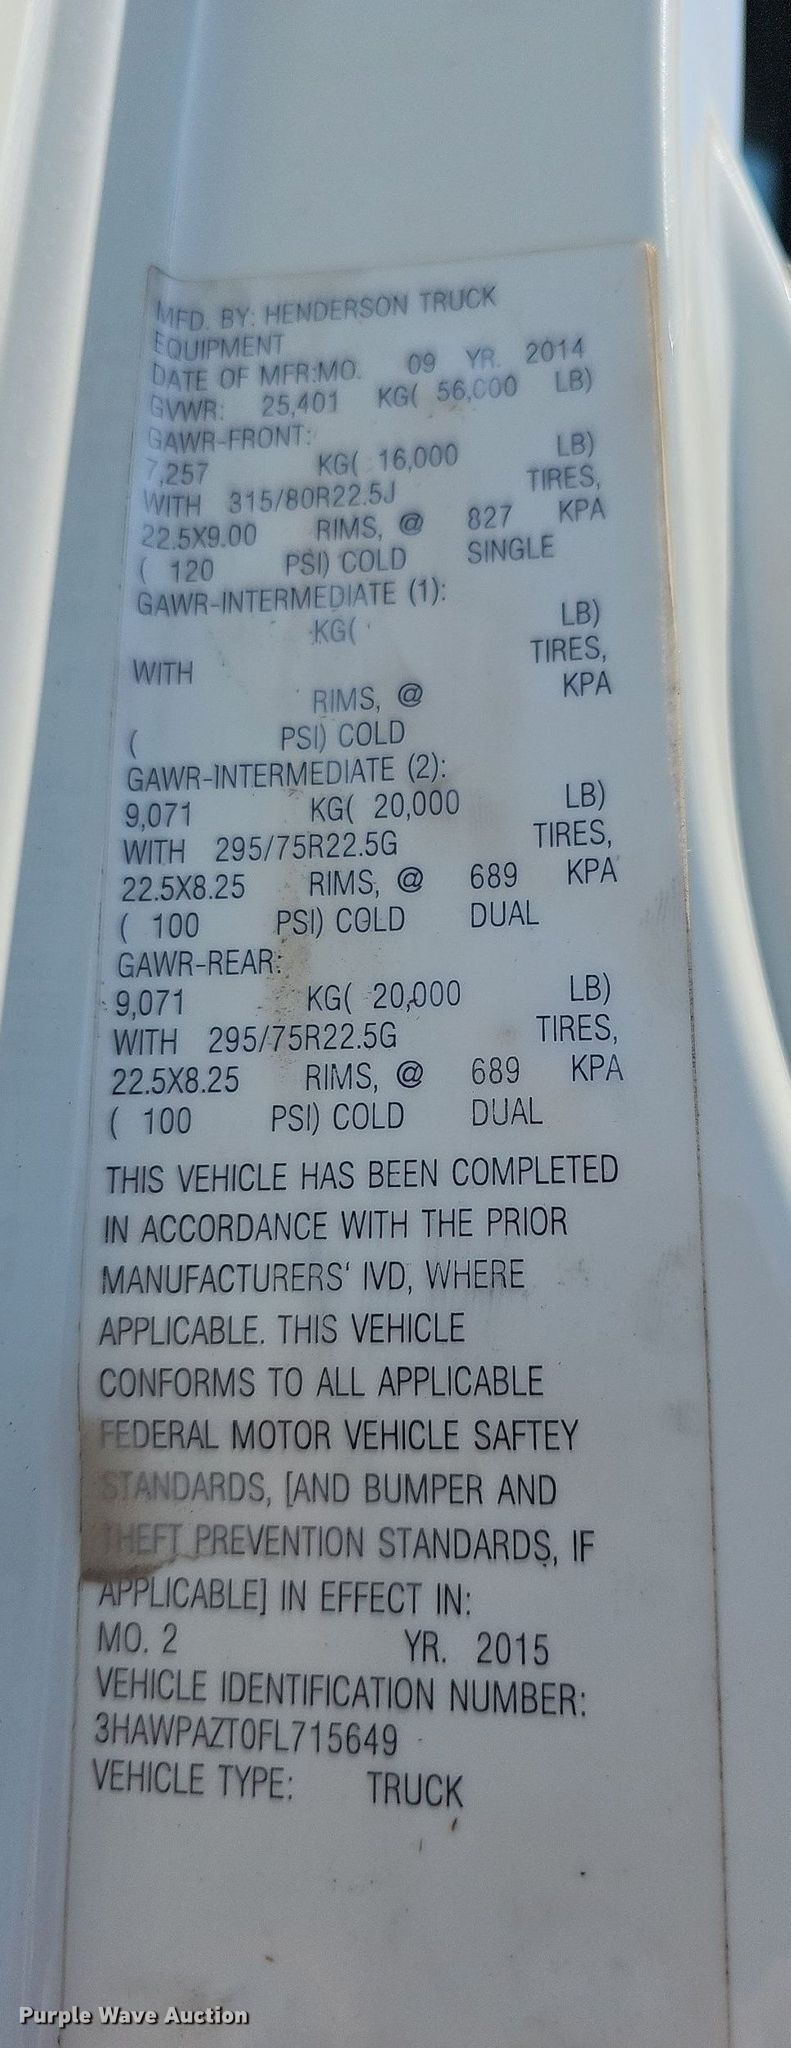 MFD. BY: HENDERSON TRUCK
EQUIPMENT
DATE OF MFR:MO. 09 YR. 2014
GVWR: 25,401 KG( 56,000 LB)
GAWR-FRONT:
7,257 KG( 16,000 LB)
WITH 315/80R22.5J TIRES,
22.5X9.00 RIMS, @ 827 KPA
( 120 PSI) COLD SINGLE
GAWR-INTERMEDIATE (1):
KG( LB)
WITH TIRES,
RIMS, @ KPA
( PSI) COLD
GAWR-INTERMEDIATE (2):
9,071 KG( 20,000 LB)
WITH 295/75R22.5G TIRES,
22.5X8.25 RIMS, @ 689 KPA
( 100 PSI) COLD DUAL
GAWR-REAR:
9,071 KG( 20,000 LB)
WITH 295/75R22.5G TIRES,
22.5X8.25 RIMS, @ 689 KPA
( 100 PSI) COLD DUAL
THIS VEHICLE HAS BEEN COMPLETED
IN ACCORDANCE WITH THE PRIOR
MANUFACTURERS' IVD, WHERE
APPLICABLE. THIS VEHICLE
CONFORMS TO ALL APPLICABLE
FEDERAL MOTOR VEHICLE SAFTEY
STANDARDS, [AND BUMPER AND
THEFT PREVENTION STANDARDS, IF
APPLICABLE] IN EFFECT IN:
MO. 2 YR. 2015
VEHICLE IDENTIFICATION NUMBER:
3HAWPAZT0FL715649
VEHICLE TYPE: TRUCK
Purple Wave Auction